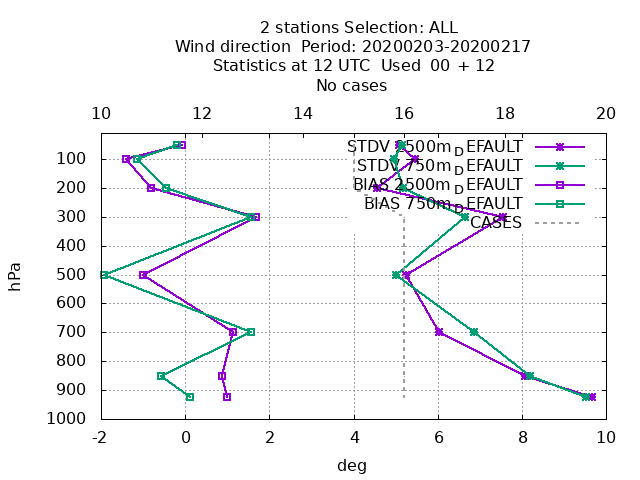 2 stations Selection: ALL
Wind direction  Period: 20200203-20200217
Statistics at 12 UTC  Used  00 + 12
No cases
10 12 14 15 16 18 20
STDV 2500m_DEFAULT
STDV 750m_DEFAULT
BIAS 2500m_DEFAULT
BIAS 750m_DEFAULT
CASES
100
200
300
400
500
600
700
800
900
1000
hPa
-2 0 2 4 6 8 10
deg